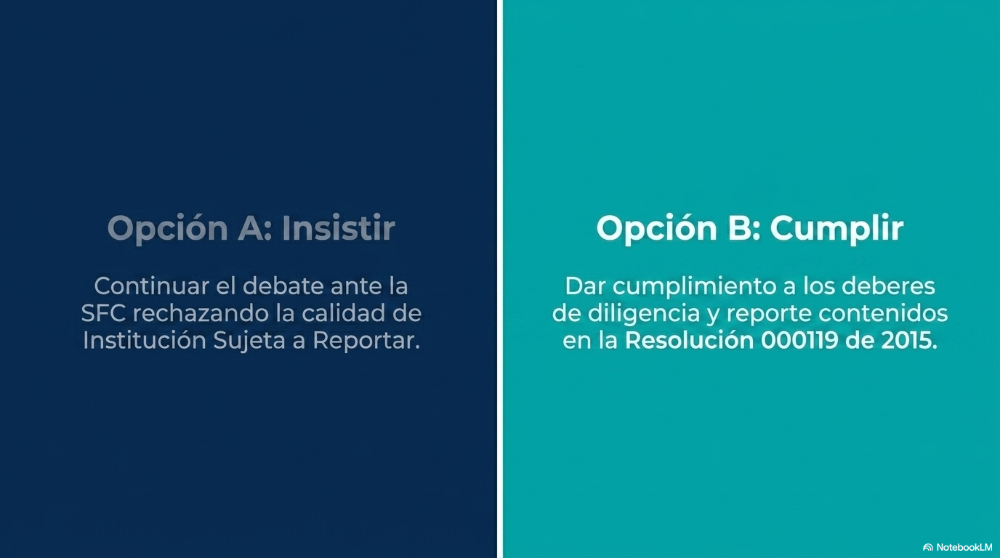 Opción A: Insistir
Continuar el debate ante la
SFC rechazando la calidad de
Institución Sujeta a Reportar.
Opción B: Cumplir
Dar cumplimiento a los deberes
de diligencia y reporte contenidos
en la Resolución 000119 de 2015.
NotebookLM